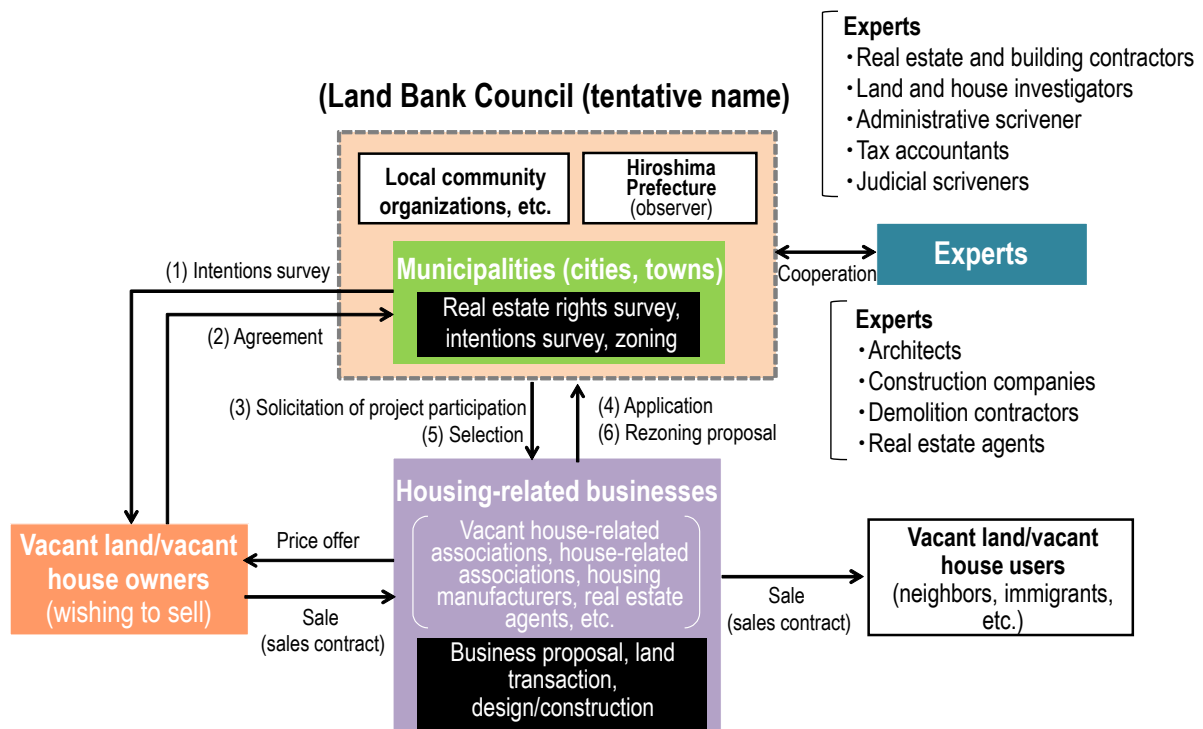 Experts
・Real estate and building contractors
・Land and house investigators
・Administrative scrivener
・Tax accountants
・Judicial scriveners
(Land Bank Council (tentative name)
Local community
organizations, etc.
Hiroshima
Prefecture
(observer)
Municipalities (cities, towns)
Real estate rights survey,
intentions survey, zoning
Cooperation
Experts
(1) Intentions survey
(2) Agreement
Experts
・Architects
・Construction companies
・Demolition contractors
・Real estate agents
(3) Solicitation of project participation
(5) Selection
(4) Application
(6) Rezoning proposal
Housing-related businesses
Vacant house-related
associations, house-related
associations, housing
manufacturers, real estate
agents, etc.
Business proposal, land
transaction,
design/construction
Vacant land/vacant
house owners
(wishing to sell)
Price offer
Sale
(sales contract)
Sale
(sales contract)
Vacant land/vacant
house users
(neighbors, immigrants,
etc.)